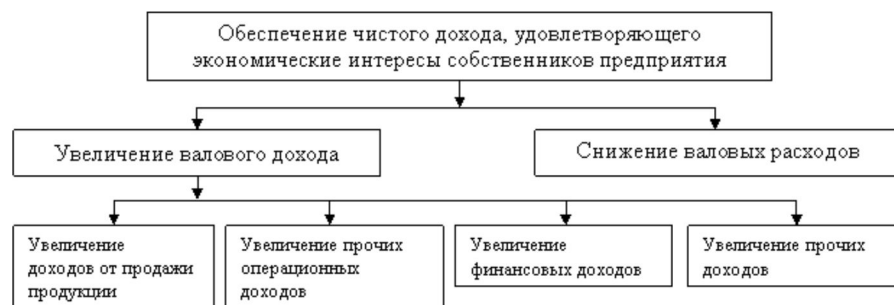 Обеспечение чистого дохода, удовлетворяющего
экономические интересы собственников предприятия
Увеличение валового дохода
Снижение валовых расходов
Увеличение
доходов от продажи
продукции
Увеличение прочих
операционных
доходов
Увеличение
финансовых доходов
Увеличение прочих
доходов